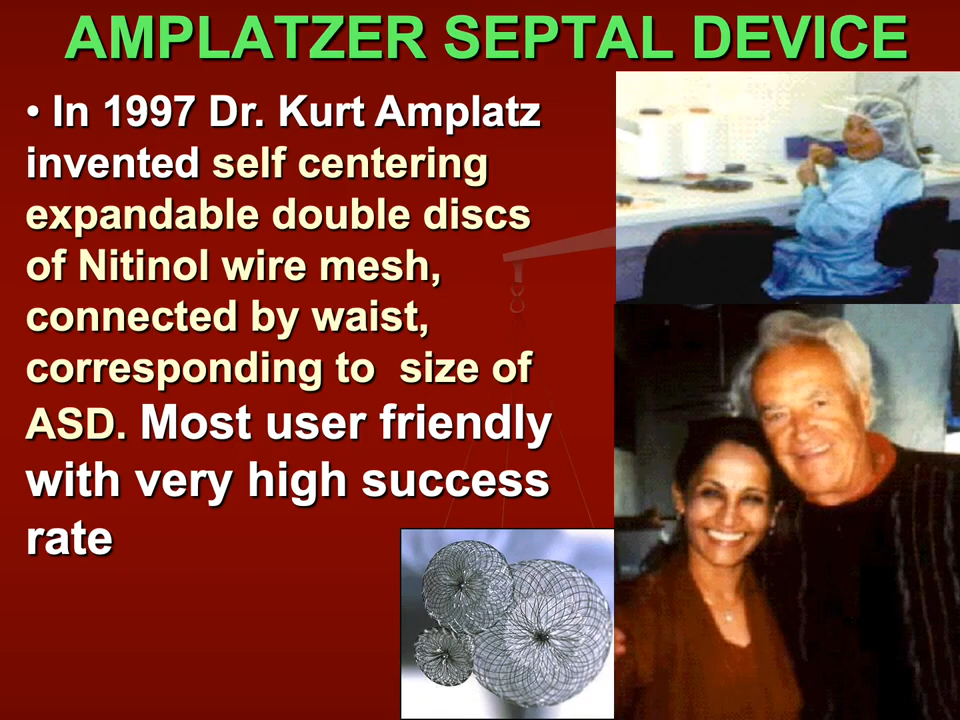 AMPLATZER SEPTAL DEVICE
• In 1997 Dr. Kurt Amplatz
invented self centering
expandable double discs
of Nitinol wire mesh,
connected by waist,
corresponding to  size of
ASD. Most user friendly
with very high success
rate